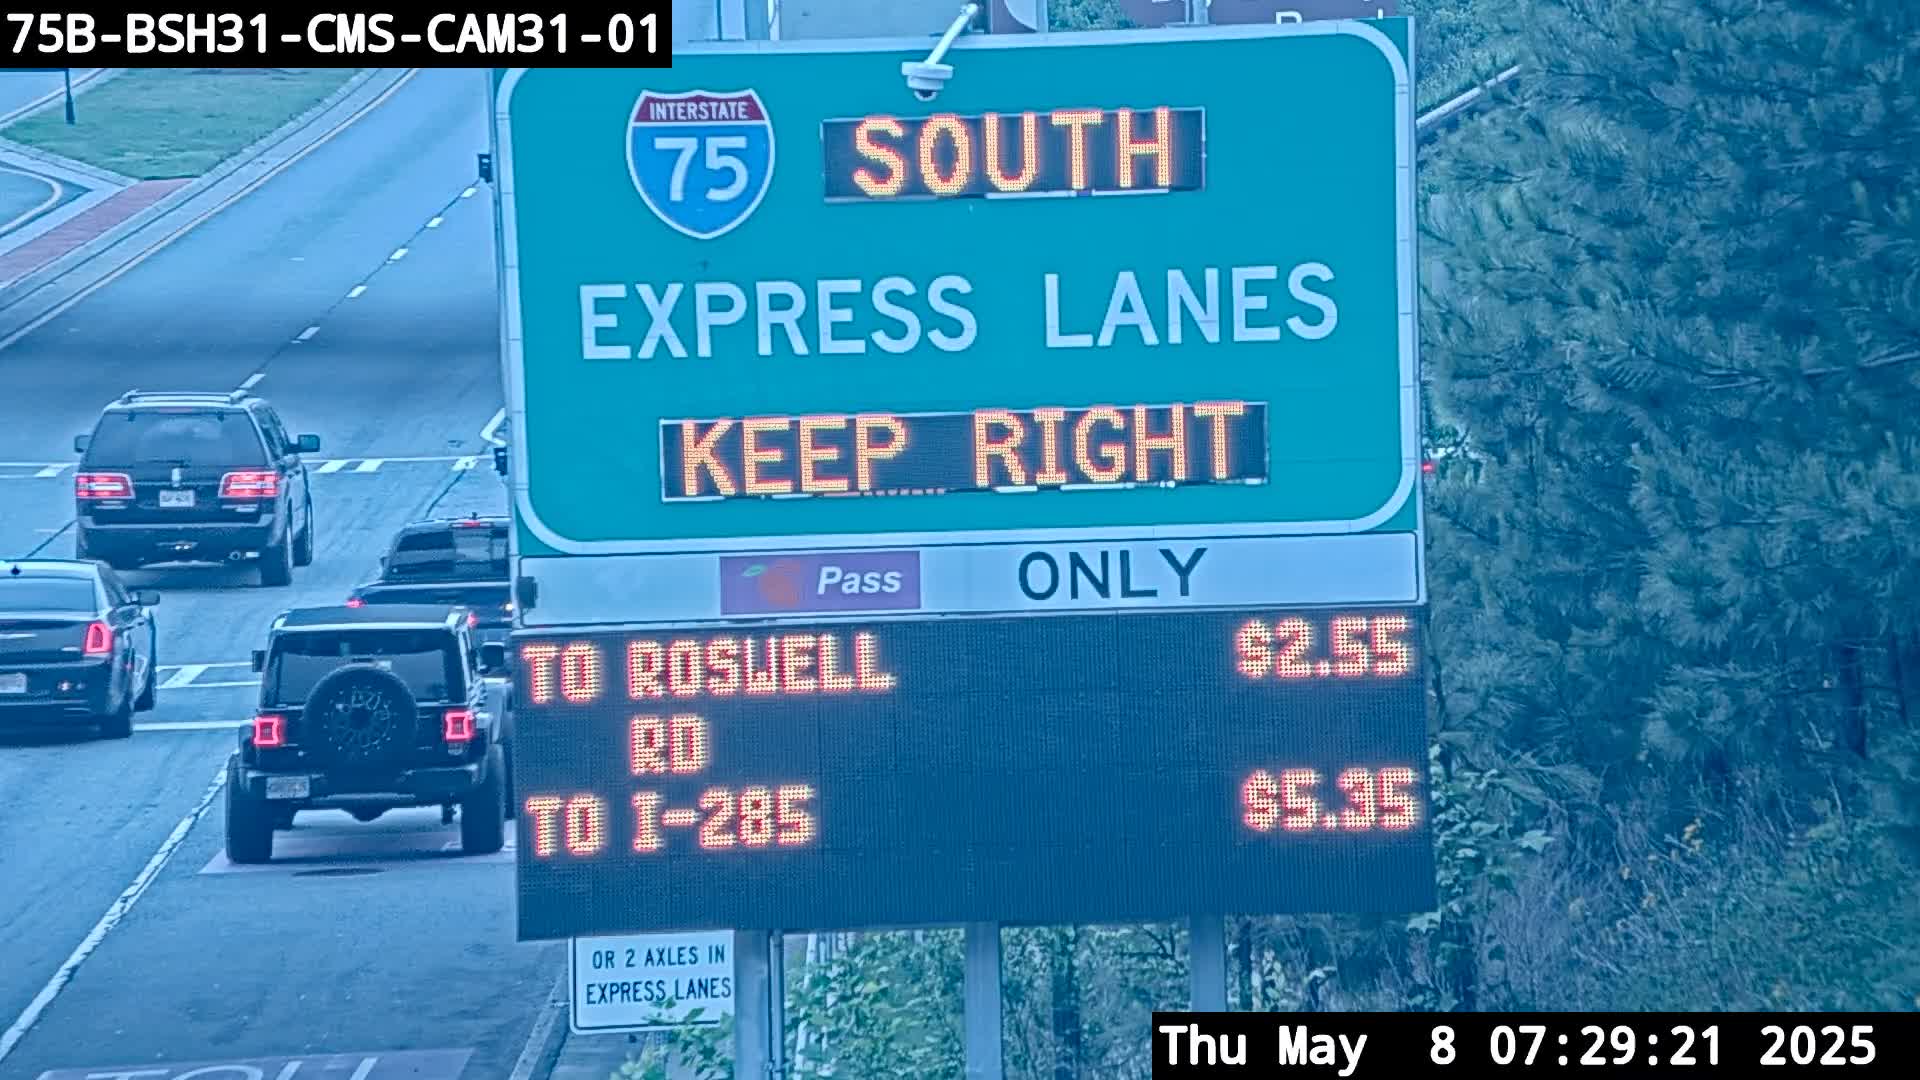 75B-BSH31-CMS-CAM31-01
INTERSTATE
75
SOUTH
EXPRESS LANES
KEEP RIGHT
Pass ONLY
TO ROSWELL $2.55
RD
TO I-285 $5.35
OR 2 AXLES IN
EXPRESS LANES
TOLL
Thu May 8 07:29:21 2025